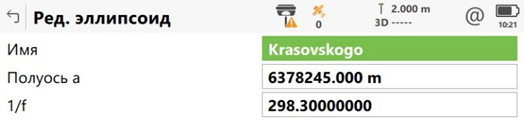 Ред. эллипсоид
0
2.000 m
3D -----
@
10:21
Имя Krasovskogo
Полуось a 6378245.000 m
1/f 298.30000000